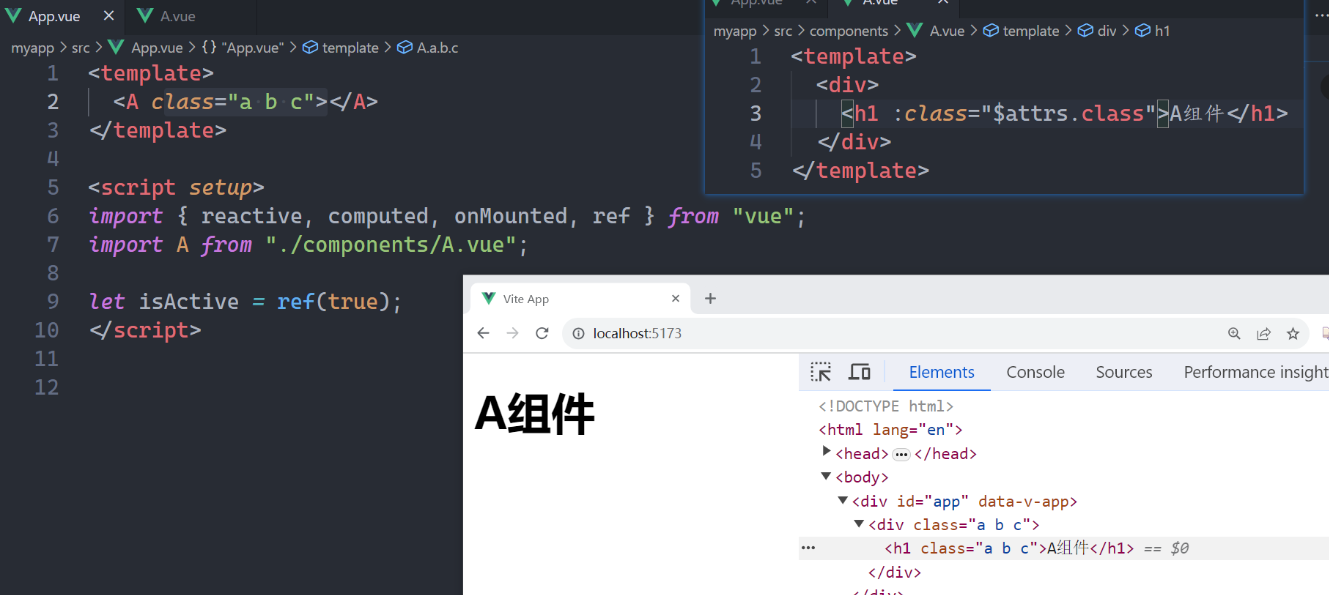 App.vue
A.vue
myapp > src > App.vue > {} "App.vue" > template > A.a.b.c
1 <template>
2 <A class="a b c"></A>
3 </template>
4
5 <script setup>
6 import { reactive, computed, onMounted, ref } from "vue";
7 import A from "./components/A.vue";
8
9 let isActive = ref(true);
10 </script>
11
12
App.vue
A.vue
myapp > src > components > A.vue > template > div > h1
1 <template>
2 <div>
3 <h1 :class="$attrs.class">A组件</h1>
4 </div>
5 </template>
Vite App
localhost:5173
A组件
Elements Console Sources Performance insight
<!DOCTYPE html>
<html lang="en">
<head>…</head>
<body>
<div id="app" data-v-app>
<div class="a b c">
<h1 class="a b c">A组件</h1> == $0
</div>
</div>